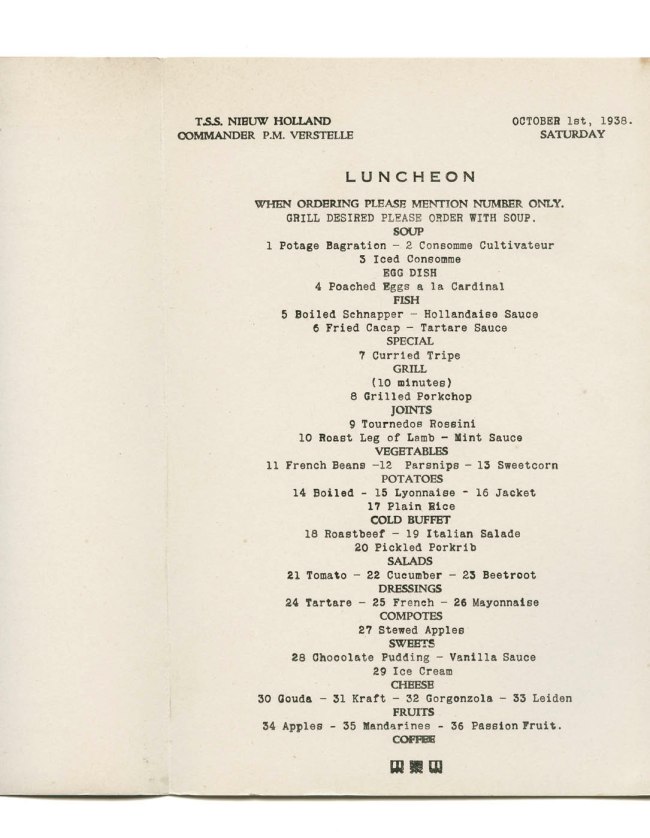 T.S.S. NIEUW HOLLAND
COMMANDER P.M. VERSTELLE
OCTOBER 1st, 1938.
SATURDAY
LUNCHEON
WHEN ORDERING PLEASE MENTION NUMBER ONLY.
GRILL DESIRED PLEASE ORDER WITH SOUP.
SOUP
1 Potage Bagration - 2 Consomme Cultivateur
3 Iced Consomme
EGG DISH
4 Poached Eggs a la Cardinal
FISH
5 Boiled Schnapper - Hollandaise Sauce
6 Fried Cacap - Tartare Sauce
SPECIAL
7 Curried Tripe
GRILL
(10 minutes)
8 Grilled Porkchop
JOINTS
9 Tournedos Rossini
10 Roast Leg of Lamb - Mint Sauce
VEGETABLES
11 French Beans -12 Parsnips - 13 Sweetcorn
POTATOES
14 Boiled - 15 Lyonnaise - 16 Jacket
17 Plain Rice
COLD BUFFET
18 Roastbeef - 19 Italian Salade
20 Pickled Porkrib
SALADS
21 Tomato - 22 Cucumber - 23 Beetroot
DRESSINGS
24 Tartare - 25 French - 26 Mayonnaise
COMPOTES
27 Stewed Apples
SWEETS
28 Chocolate Pudding - Vanilla Sauce
29 Ice Cream
CHEESE
30 Gouda - 31 Kraft - 32 Gorgonzola - 33 Leiden
FRUITS
34 Apples - 35 Mandarines - 36 Passion Fruit.
COFFEE